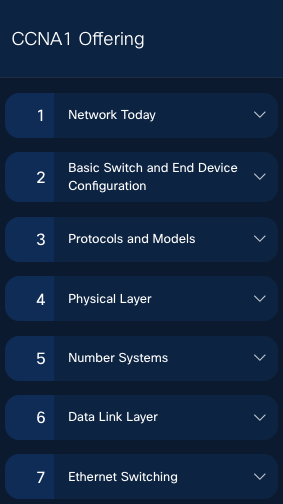 CCNA1 Offering
1 Network Today
2 Basic Switch and End Device
Configuration
3 Protocols and Models
4 Physical Layer
5 Number Systems
6 Data Link Layer
7 Ethernet Switching